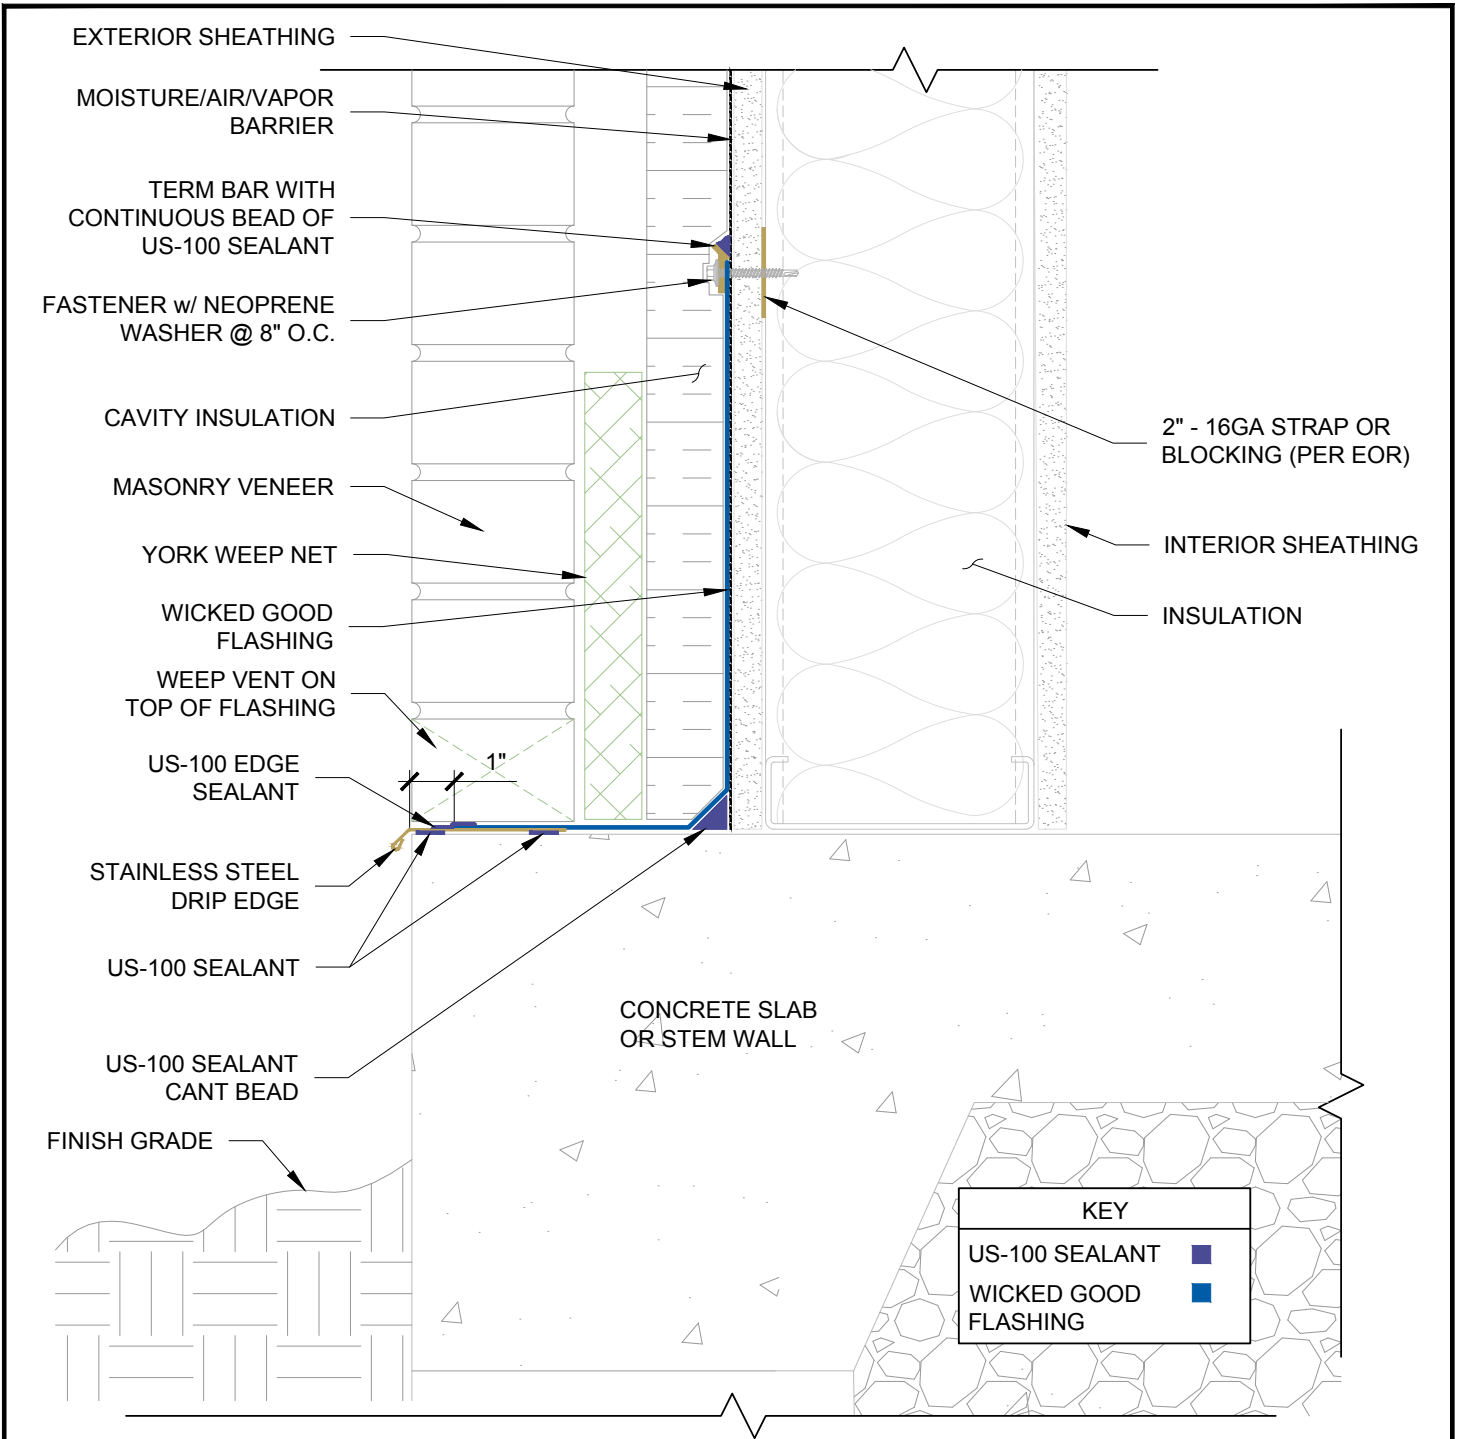 EXTERIOR SHEATHING
MOISTURE/AIR/VAPOR
BARRIER
TERM BAR WITH
CONTINUOUS BEAD OF
US-100 SEALANT
FASTENER w/ NEOPRENE
WASHER @ 8" O.C.
CAVITY INSULATION
MASONRY VENEER
YORK WEEP NET
WICKED GOOD
FLASHING
WEEP VENT ON
TOP OF FLASHING
US-100 EDGE
SEALANT
1"
STAINLESS STEEL
DRIP EDGE
US-100 SEALANT
US-100 SEALANT
CANT BEAD
FINISH GRADE
2" - 16GA STRAP OR
BLOCKING (PER EOR)
INTERIOR SHEATHING
INSULATION
CONCRETE SLAB
OR STEM WALL
KEY
US-100 SEALANT
WICKED GOOD
FLASHING